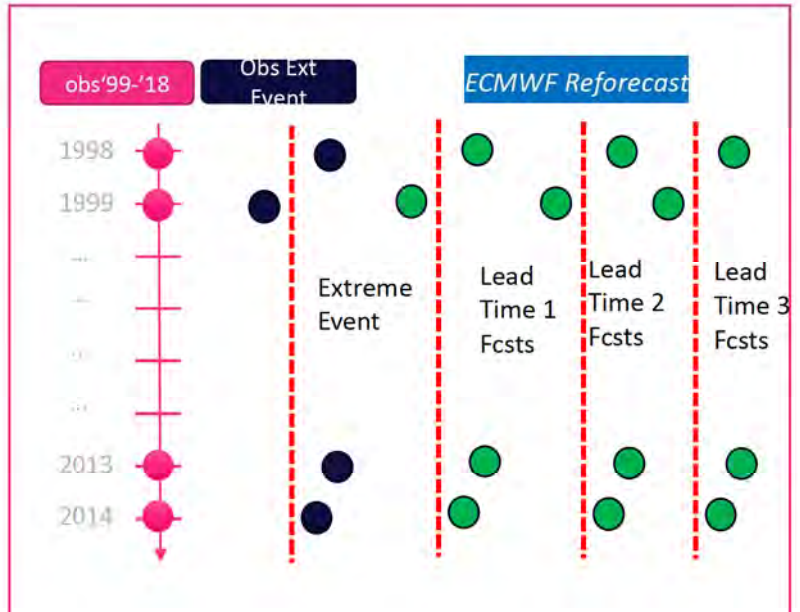 obs‘99-‘18
Obs Ext
Event
ECMWF Reforecast
1998
1999
...
...
...
...
Extreme
Event
Lead
Time 1
Fcsts
Lead
Time 2
Fcsts
Lead
Time 3
Fcsts
2013
2014